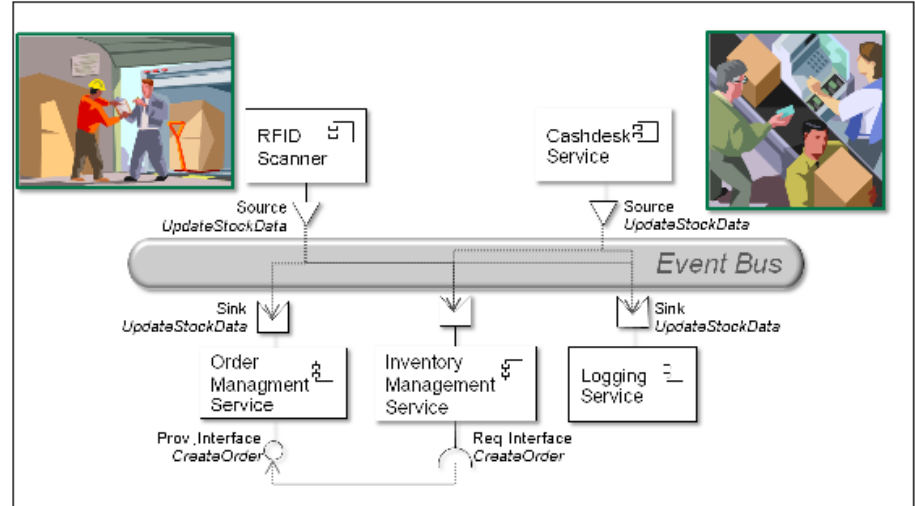 RFID
Scanner
Cashdesk
Service
Source
UpdateStockData
Source
UpdateStockData
Event Bus
Sink
UpdateStockData
Sink
UpdateStockData
Order
Managment
Service
Inventory
Management
Service
Logging
Service
Prov.Interface
CreateOrder
Req Interface
CreateOrder